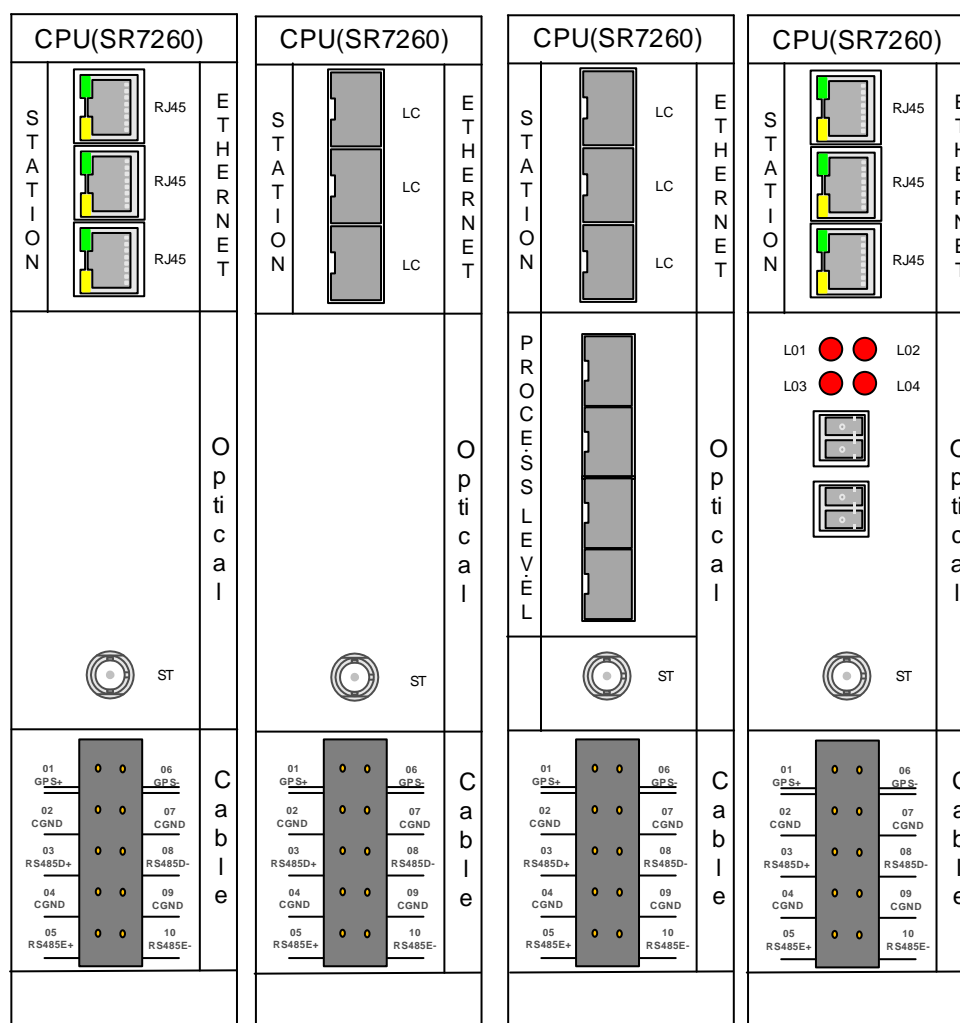 CPU(SR7260)
STATION
RJ45
RJ45
RJ45
ETHERNET
Optical
ST
01 GPS+
06 GPS-
02 CGND
07 CGND
03 RS485D+
08 RS485D-
04 CGND
09 CGND
05 RS485E+
10 RS485E-
Cable
CPU(SR7260)
STATION
LC
LC
LC
ETHERNET
Optical
ST
01 GPS+
06 GPS-
02 CGND
07 CGND
03 RS485D+
08 RS485D-
04 CGND
09 CGND
05 RS485E+
10 RS485E-
Cable
CPU(SR7260)
STATION
LC
LC
LC
ETHERNET
PROCESS LEVEL
Optical
ST
01 GPS+
06 GPS-
02 CGND
07 CGND
03 RS485D+
08 RS485D-
04 CGND
09 CGND
05 RS485E+
10 RS485E-
Cable
CPU(SR7260)
STATION
RJ45
RJ45
RJ45
ETHERNET
L01
L02
L03
L04
Optical
ST
01 GPS+
06 GPS-
02 CGND
07 CGND
03 RS485D+
08 RS485D-
04 CGND
09 CGND
05 RS485E+
10 RS485E-
Cable